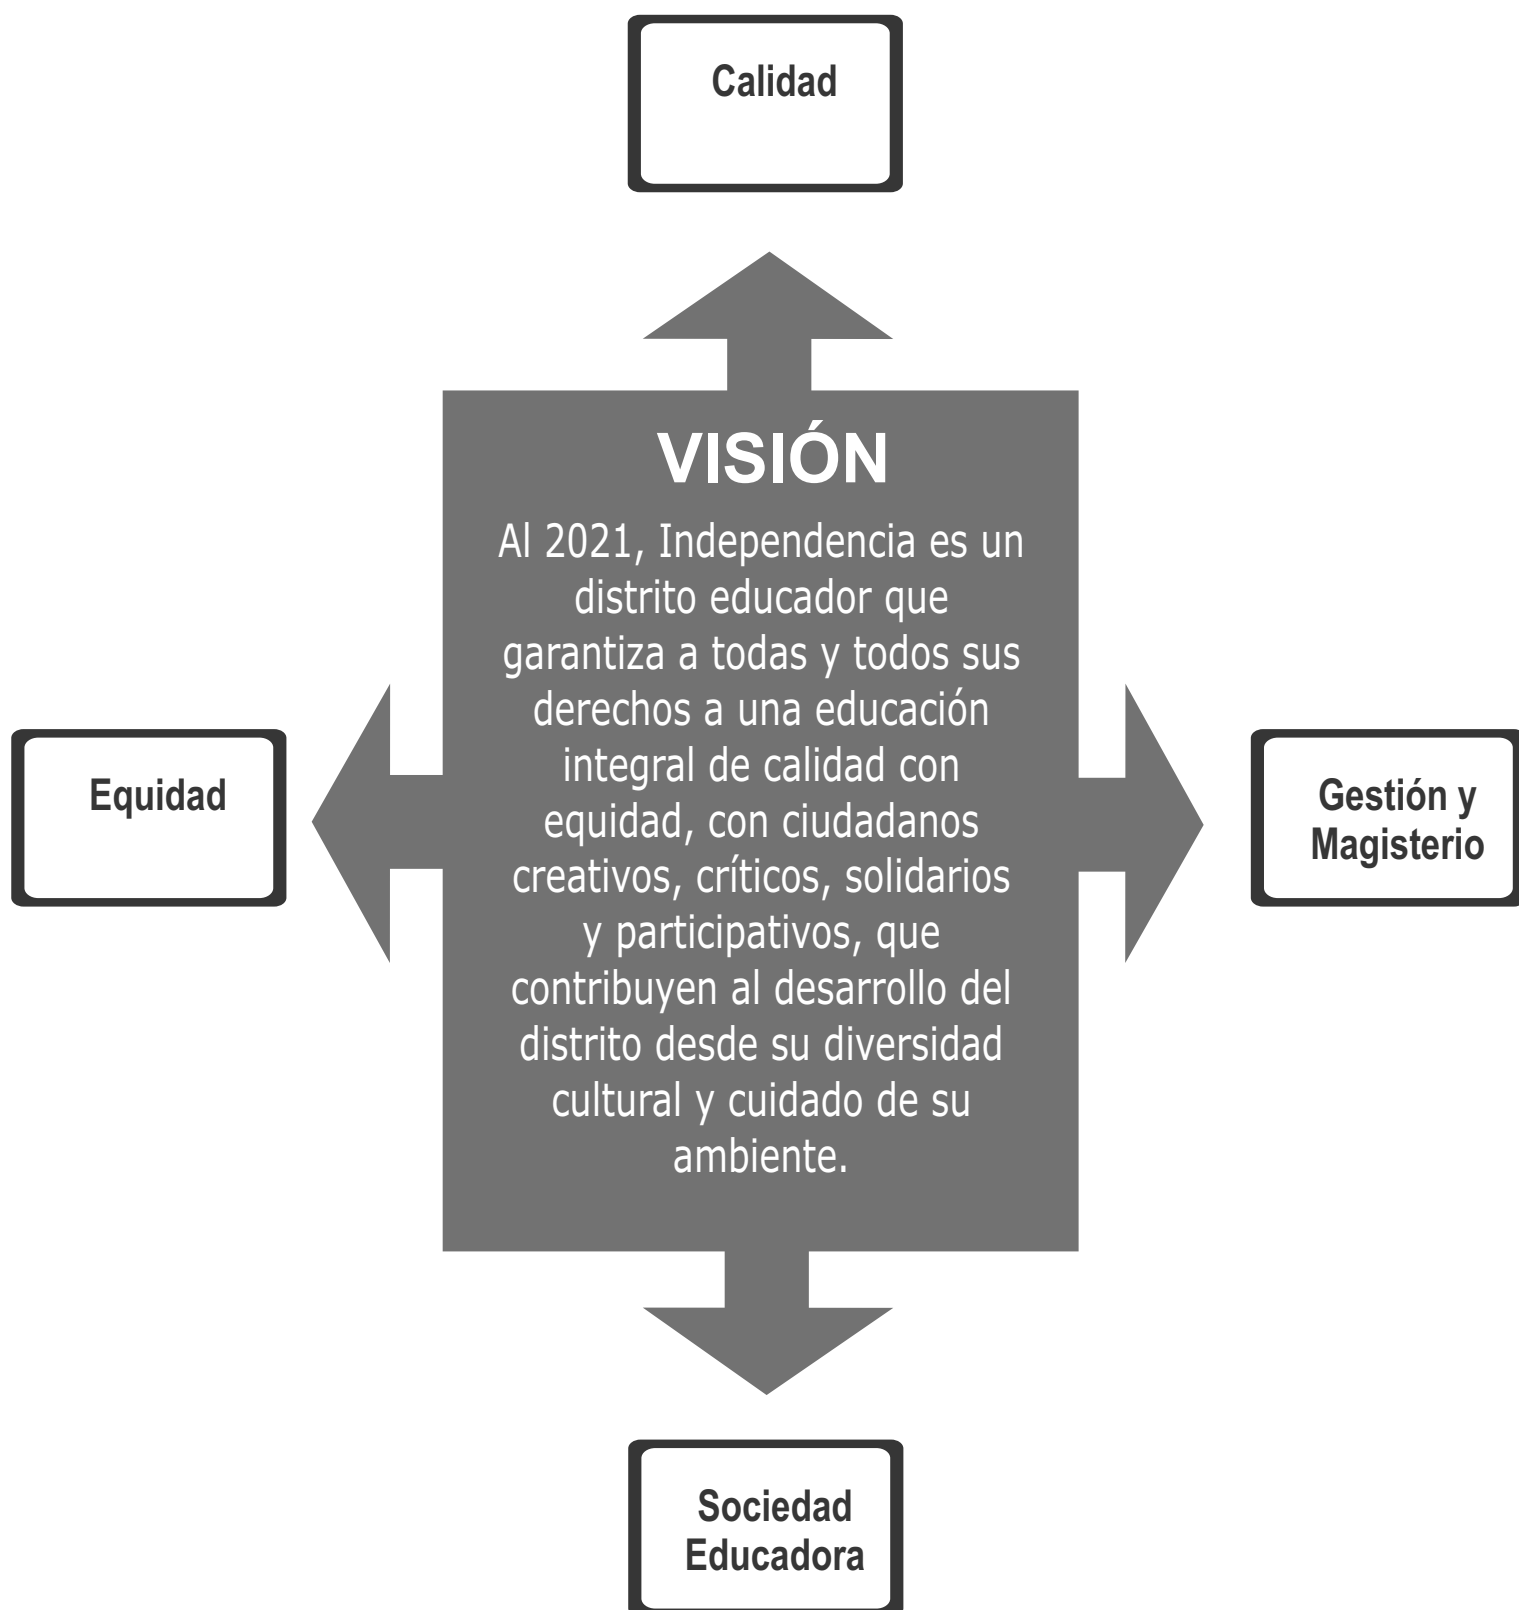 Calidad
VISIÓN
Al 2021, Independencia es un
distrito educador que
garantiza a todas y todos sus
derechos a una educación
integral de calidad con
equidad, con ciudadanos
creativos, críticos, solidarios
y participativos, que
contribuyen al desarrollo del
distrito desde su diversidad
cultural y cuidado de su
ambiente.
Equidad
Gestión y
Magisterio
Sociedad
Educadora